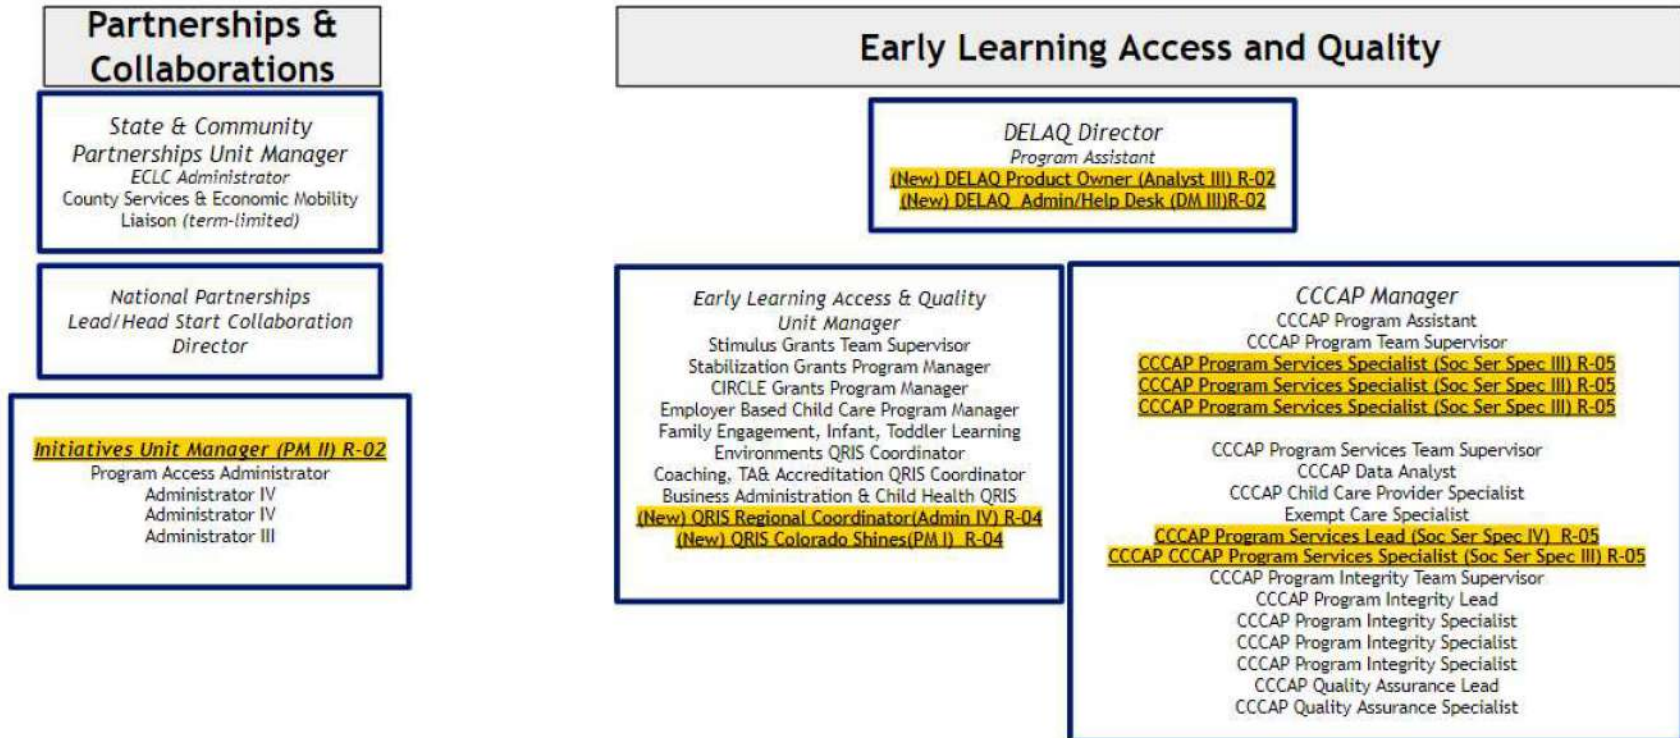 Partnerships &
Collaborations
State & Community
Partnerships Unit Manager
ECLC Administrator
County Services & Economic Mobility
Liaison (term-limited)
National Partnerships
Lead/Head Start Collaboration
Director
Initiatives Unit Manager (PM II) R-02
Program Access Administrator
Administrator IV
Administrator IV
Administrator III
Early Learning Access and Quality
DELAQ Director
Program Assistant
(New) DELAQ Product Owner (Analyst III) R-02
(New) DELAQ Admin/Help Desk (DM III)R-02
Early Learning Access & Quality
Unit Manager
Stimulus Grants Team Supervisor
Stabilization Grants Program Manager
CIRCLE Grants Program Manager
Employer Based Child Care Program Manager
Family Engagement, Infant, Toddler Learning
Environments QRIS Coordinator
Coaching, TA& Accreditation QRIS Coordinator
Business Administration & Child Health QRIS
(New) QRIS Regional Coordinator(Admin IV) R-04
(New) QRIS Colorado Shines(PM I) R-04
CCCAP Manager
CCCAP Program Assistant
CCCAP Program Team Supervisor
CCCAP Program Services Specialist (Soc Ser Spec III) R-05
CCCAP Program Services Specialist (Soc Ser Spec III) R-05
CCCAP Program Services Specialist (Soc Ser Spec III) R-05
CCCAP Program Services Team Supervisor
CCCAP Data Analyst
CCCAP Child Care Provider Specialist
Exempt Care Specialist
CCCAP Program Services Lead (Soc Ser Spec IV) R-05
CCCAP CCCAP Program Services Specialist (Soc Ser Spec III) R-05
CCCAP Program Integrity Team Supervisor
CCCAP Program Integrity Lead
CCCAP Program Integrity Specialist
CCCAP Program Integrity Specialist
CCCAP Program Integrity Specialist
CCCAP Quality Assurance Lead
CCCAP Quality Assurance Specialist